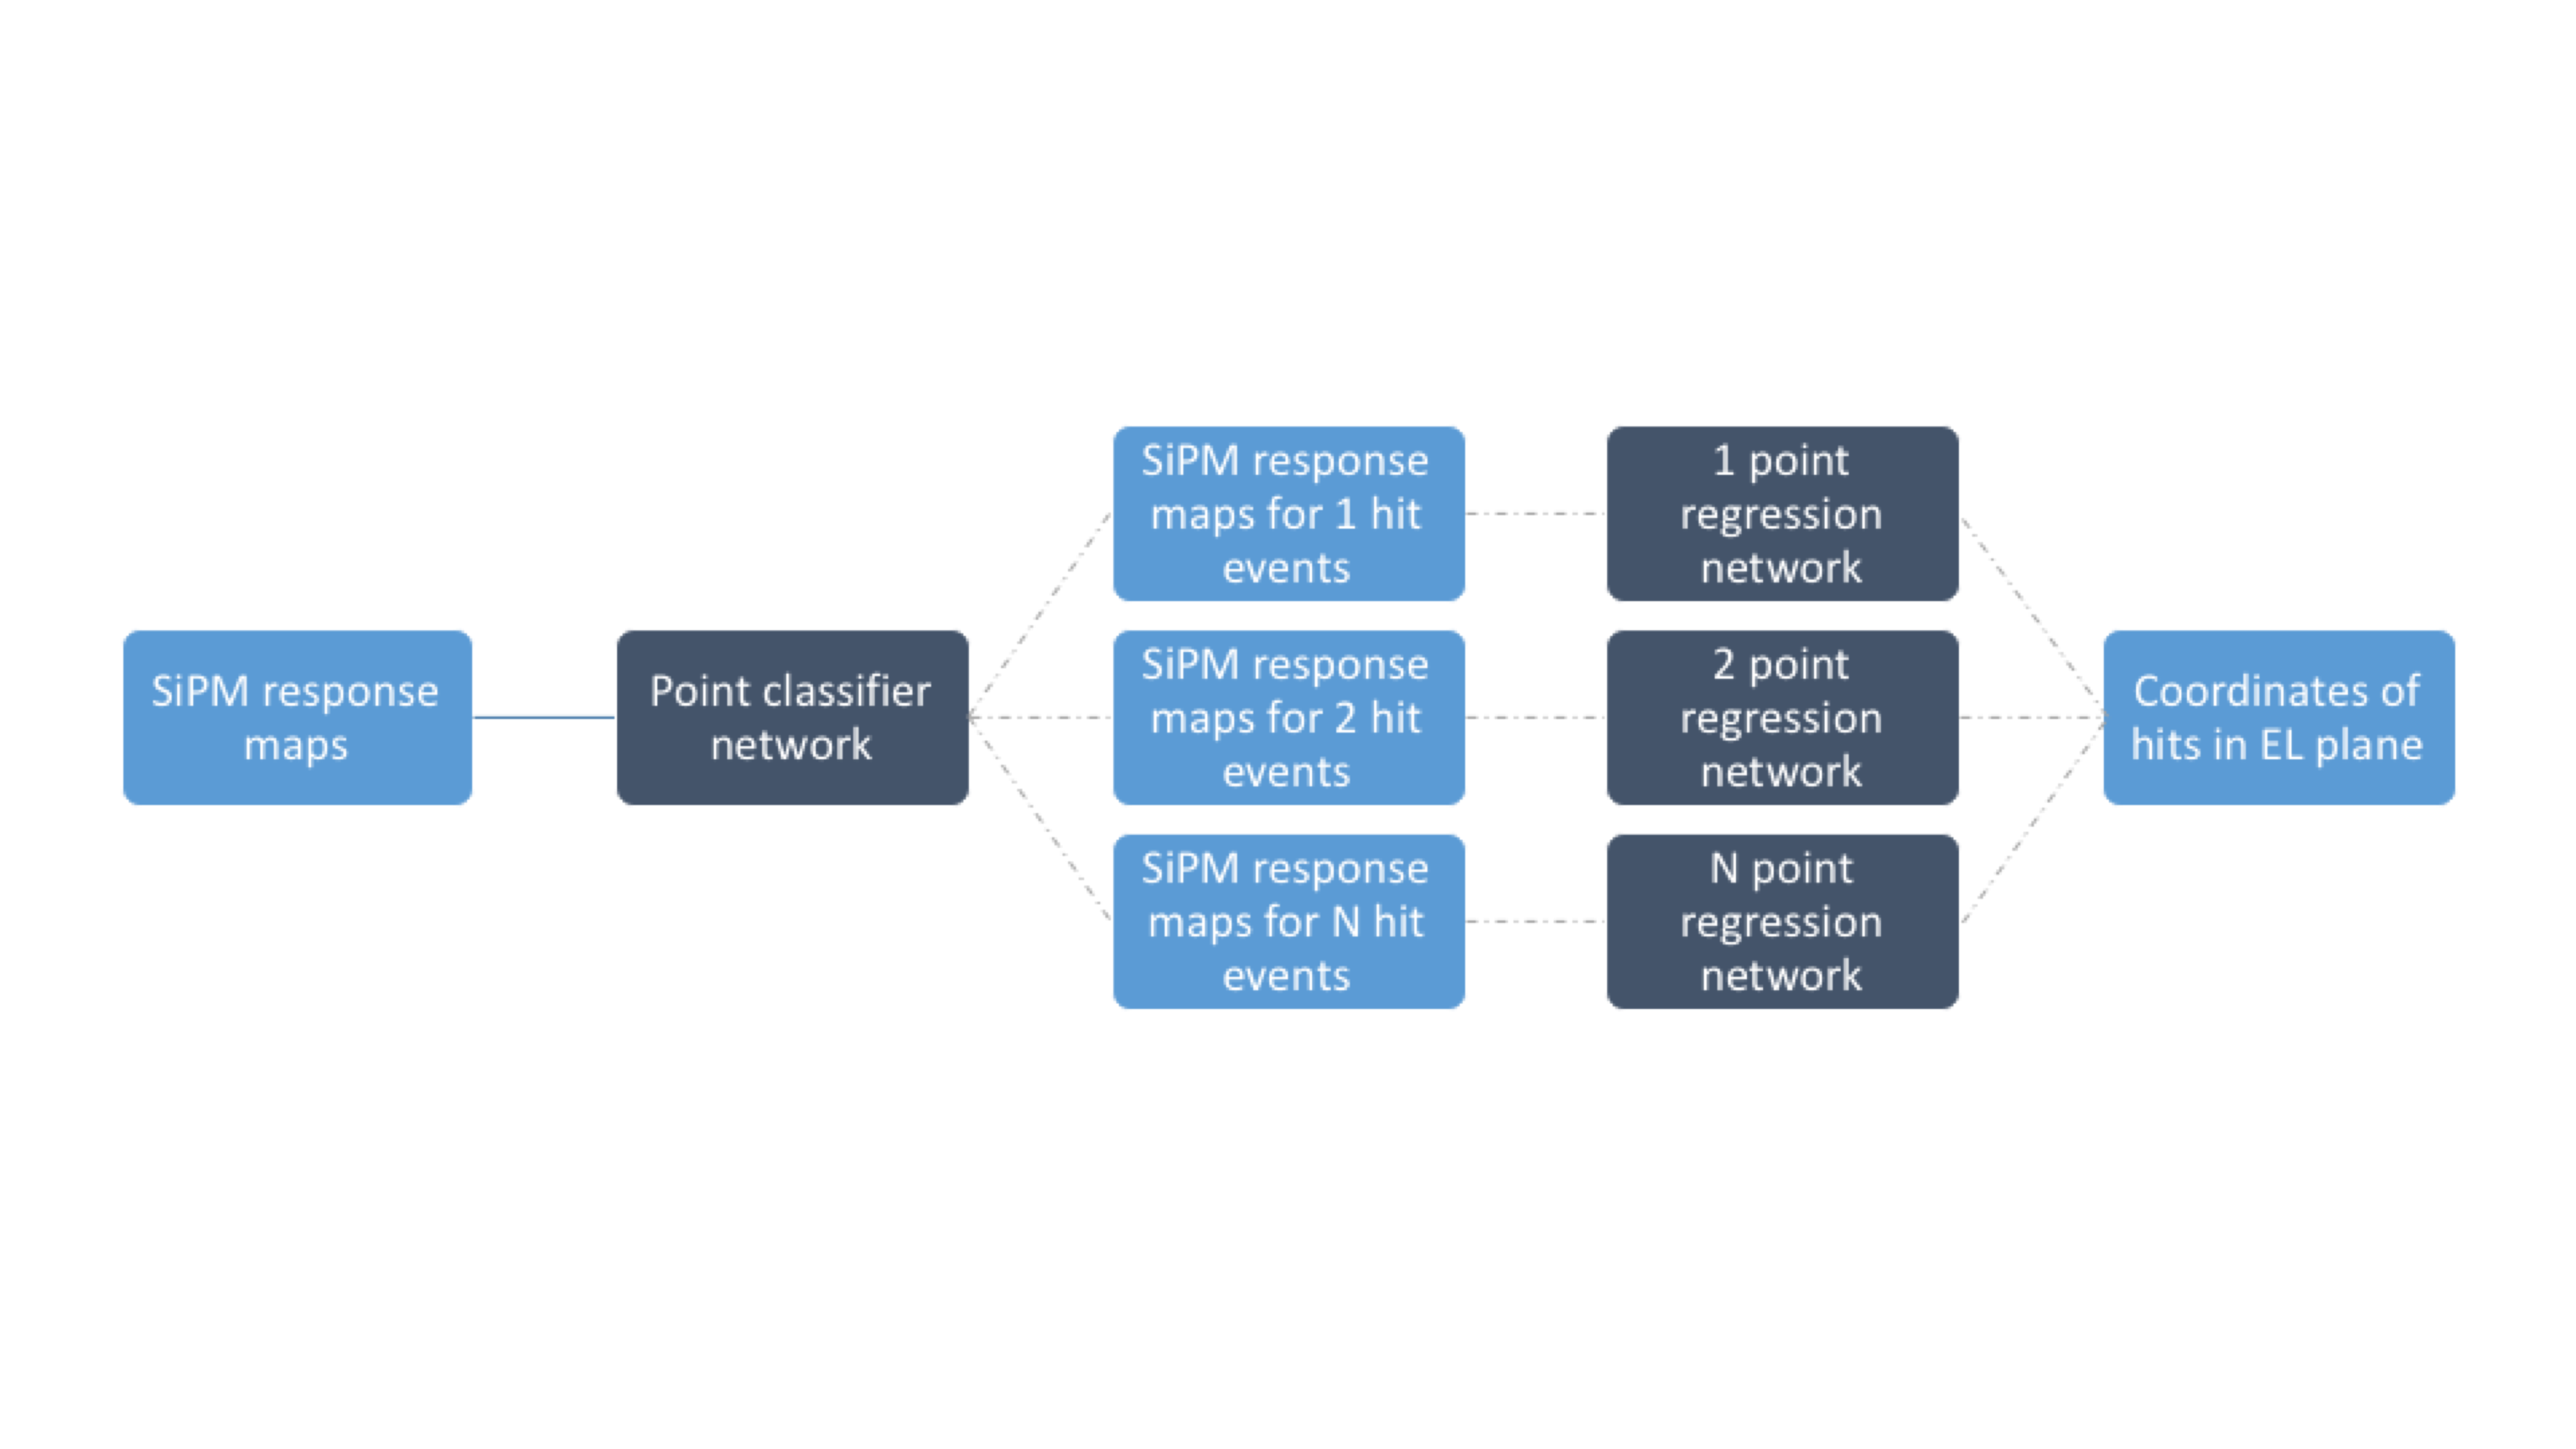 SiPM response
maps
Point classifier
network
SiPM response
maps for 1 hit
events
1 point
regression
network
SiPM response
maps for 2 hit
events
2 point
regression
network
SiPM response
maps for N hit
events
N point
regression
network
Coordinates of
hits in EL plane